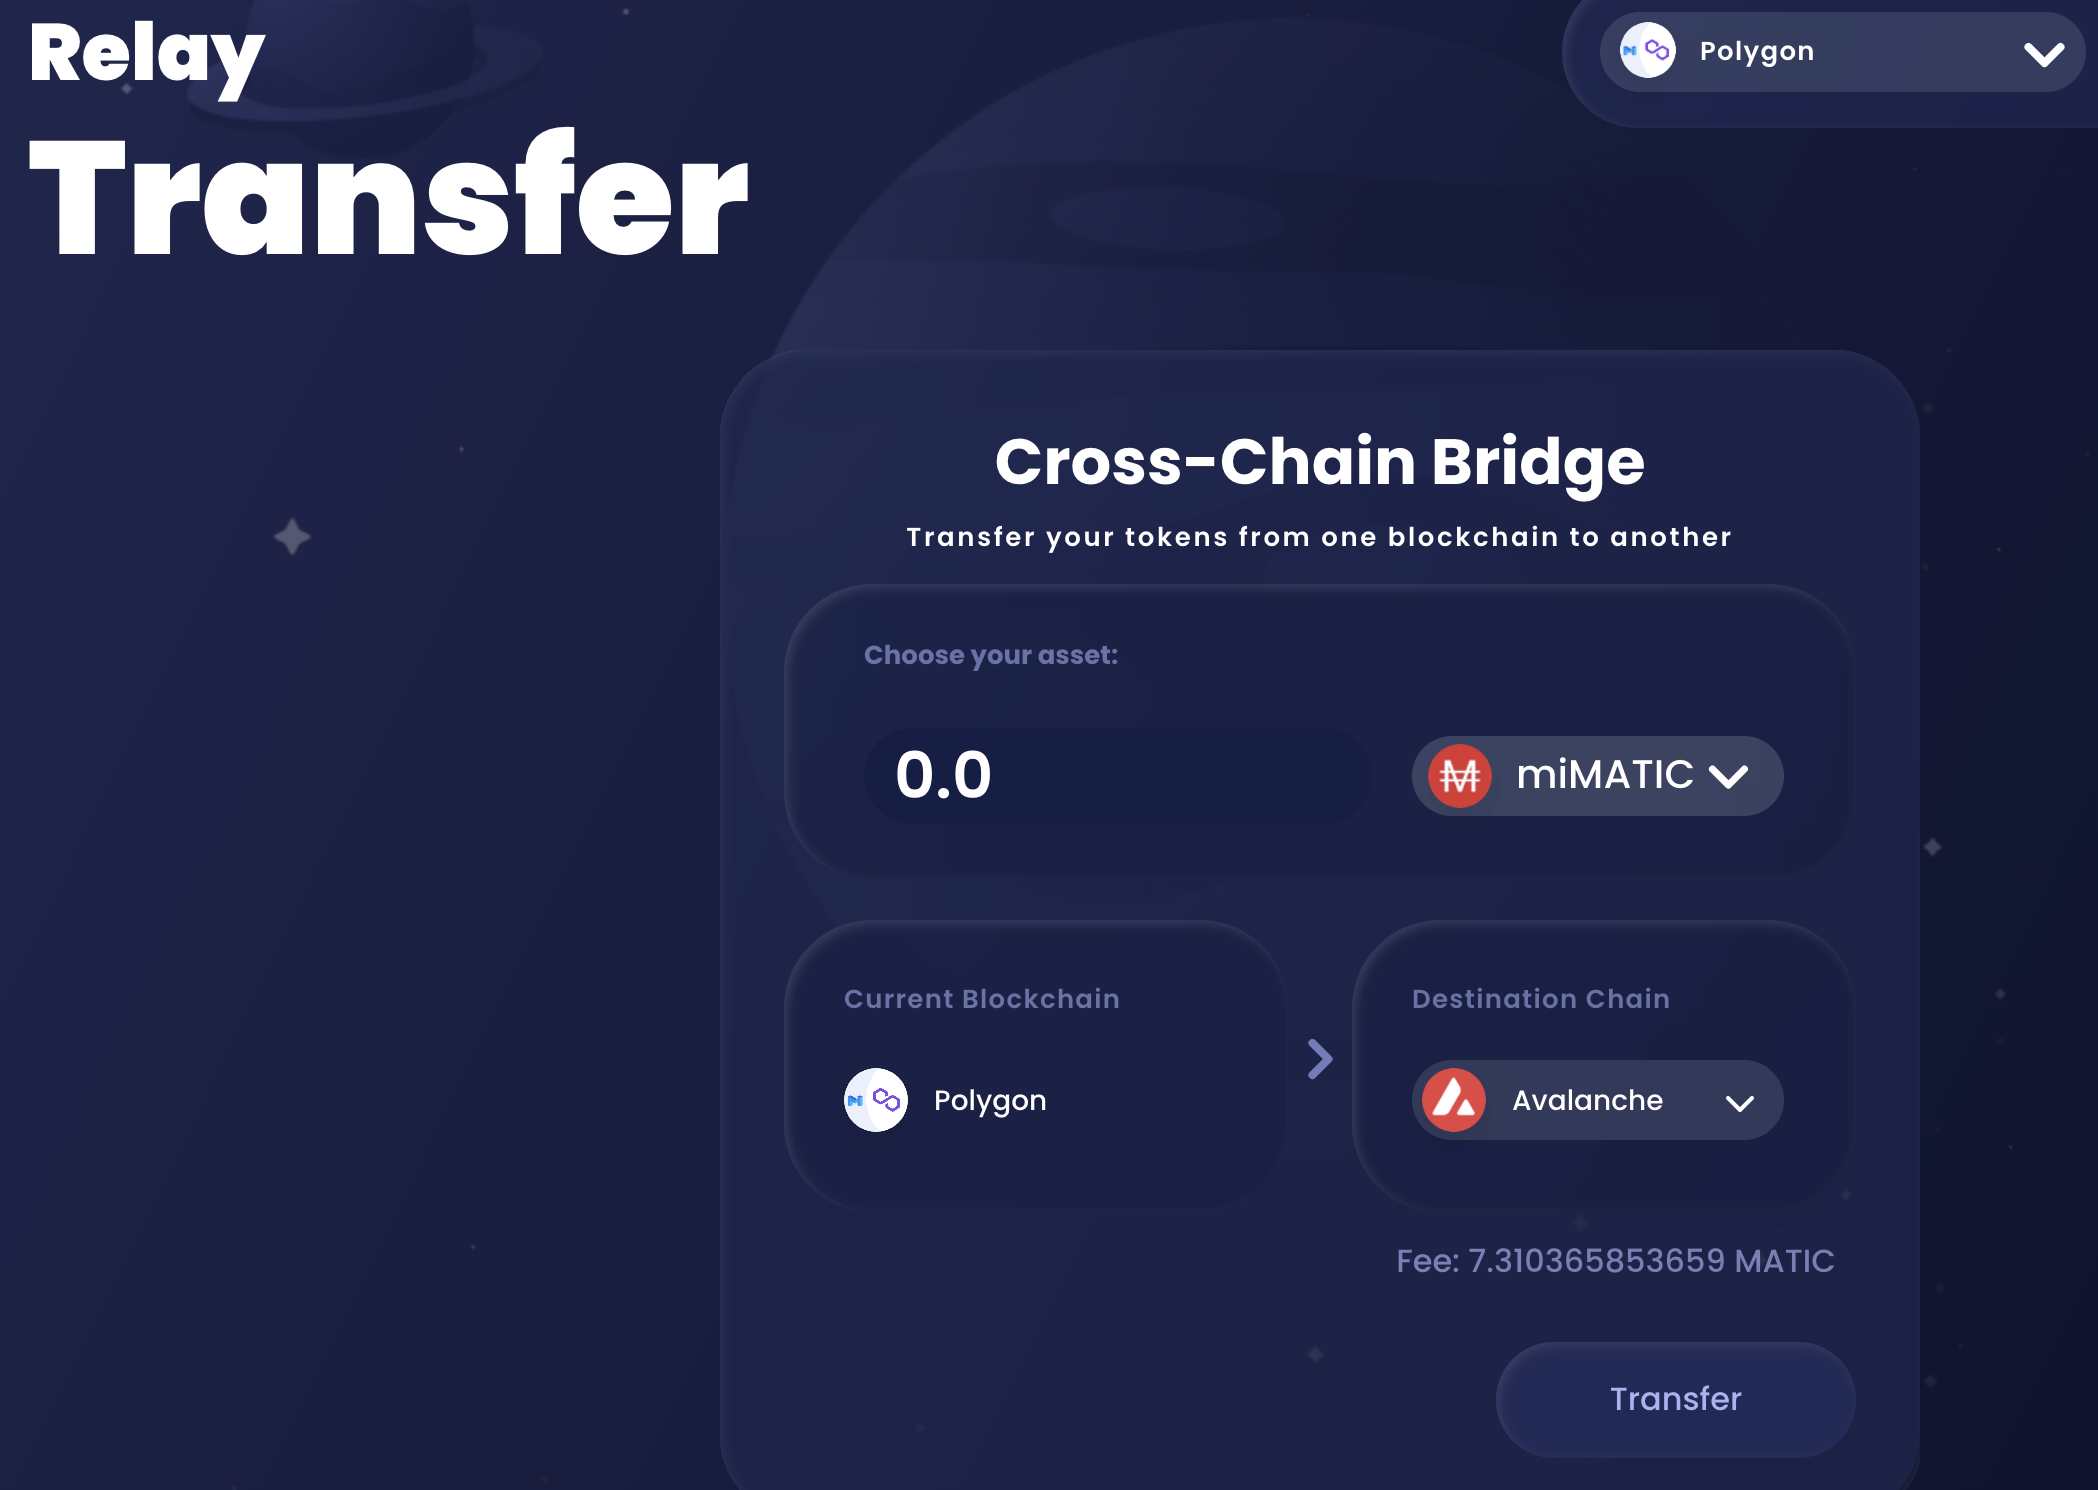 Relay
Polygon
Transfer
Cross-Chain Bridge
Transfer your tokens from one blockchain to another
Choose your asset:
0.0
miMATIC
Current Blockchain
Destination Chain
Polygon
Avalanche
Fee: 7.310365853659 MATIC
Transfer